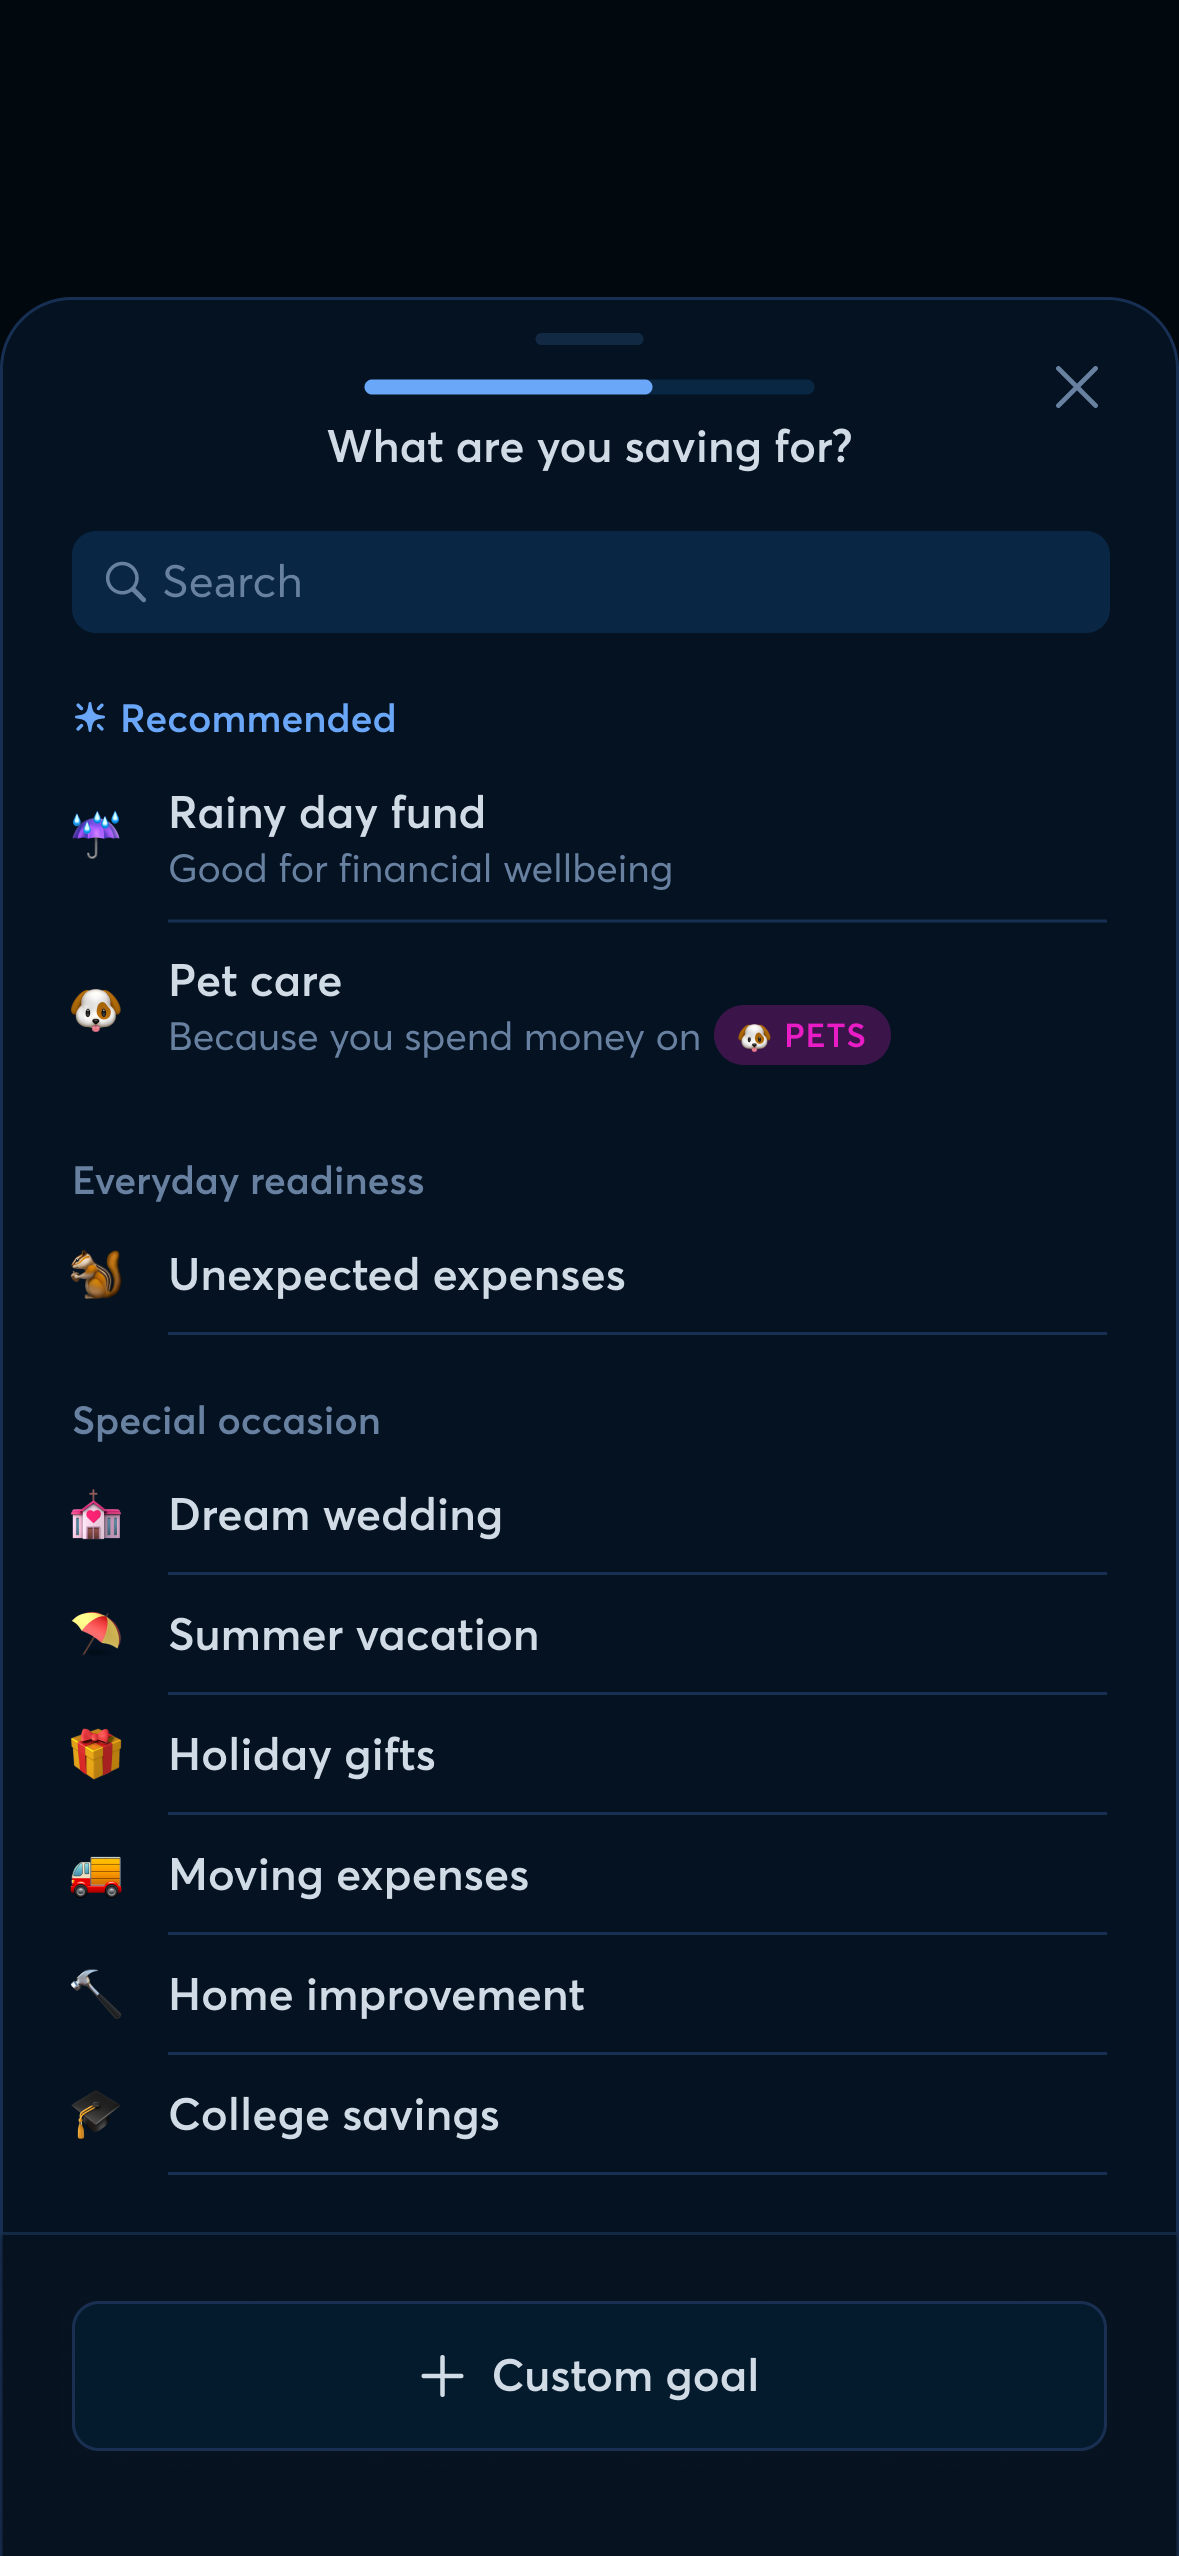 What are you saving for?
Search
Recommended
Rainy day fund
Good for financial wellbeing
Pet care
Because you spend money on PETS
Everyday readiness
Unexpected expenses
Special occasion
Dream wedding
Summer vacation
Holiday gifts
Moving expenses
Home improvement
College savings
Custom goal